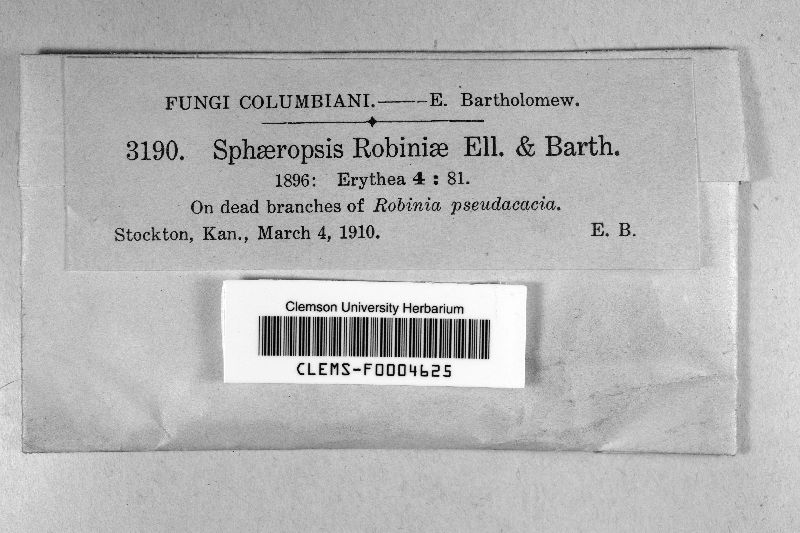 FUNGI COLUMBIANI.——E. Bartholomew.
3190. Sphæropsis Robiniæ Ell. & Barth.
1896: Erythea 4 : 81.
On dead branches of Robinia pseudacacia.
Stockton, Kan., March 4, 1910. E. B.
Clemson University Herbarium
CLEMS-F0004625